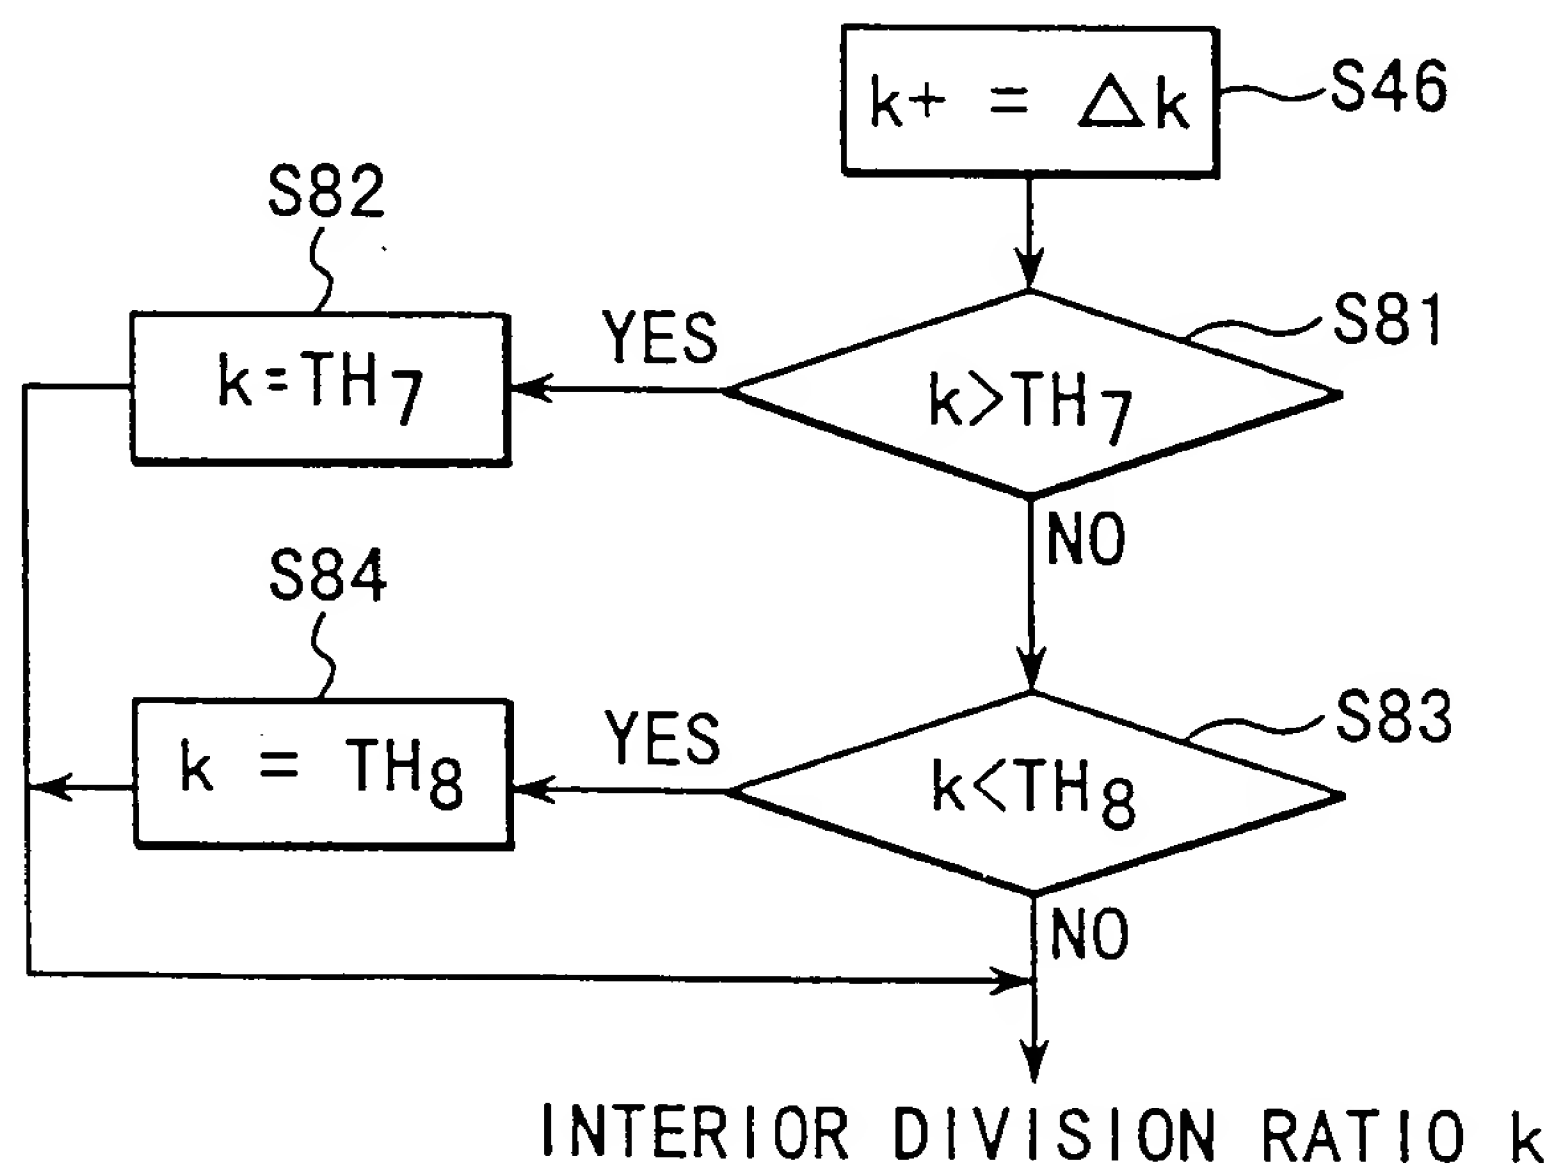 k+ = Δk
S46
S82
S81
k=TH7
YES
k>TH7
NO
S84
S83
k = TH8
YES
k<TH8
NO
INTERIOR DIVISION RATIO k